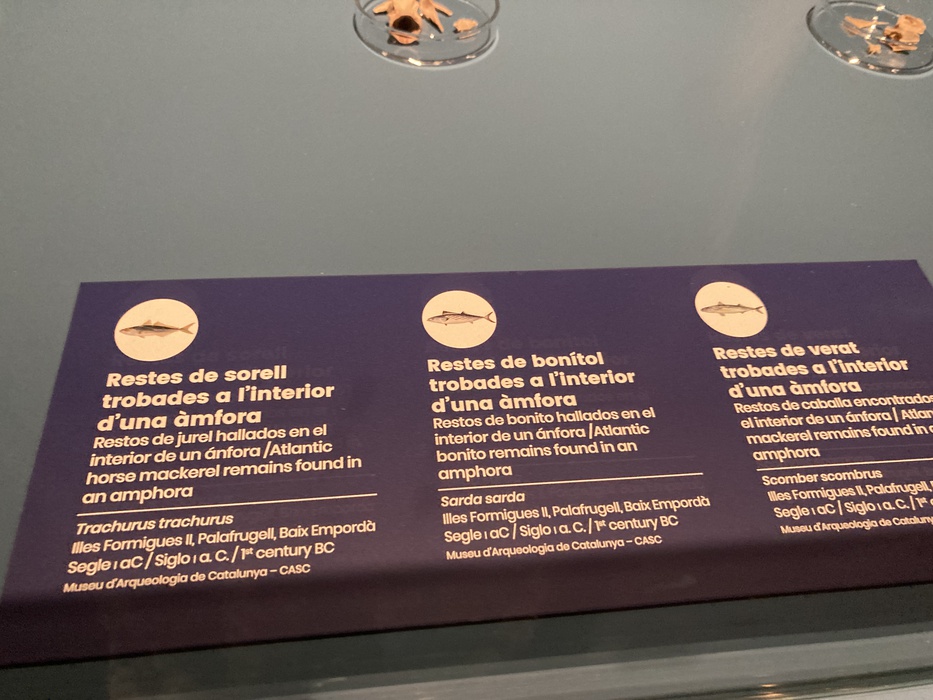 Restes de sorell
trobades a l'interior
d'una àmfora
Restos de jurel hallados en el
interior de un ánfora /Atlantic
horse mackerel remains found in
an amphora
Trachurus trachurus
Illes Formigues II, Palafrugell, Baix Empordà
Segle I aC / Siglo I a. C. / 1st century BC
Museu d'Arqueologia de Catalunya – CASC
Restes de bonítol
trobades a l'interior
d'una àmfora
Restos de bonito hallados en el
interior de un ánfora /Atlantic
bonito remains found in an
amphora
Sarda sarda
Illes Formigues II, Palafrugell, Baix Empordà
Segle I aC / Siglo I a. C. / 1st century BC
Museu d'Arqueologia de Catalunya – CASC
Restes de verat
trobades a l'interior
d'una àmfora
Restos de caballa encontrados
el interior de un ánfora / Atlan
mackerel remains found in
amphora
Scomber scombrus
Illes Formigues II, Palafrugell,
Segle I aC / Siglo I a. C. / 1st
Museu d'Arqueologia de Catalun